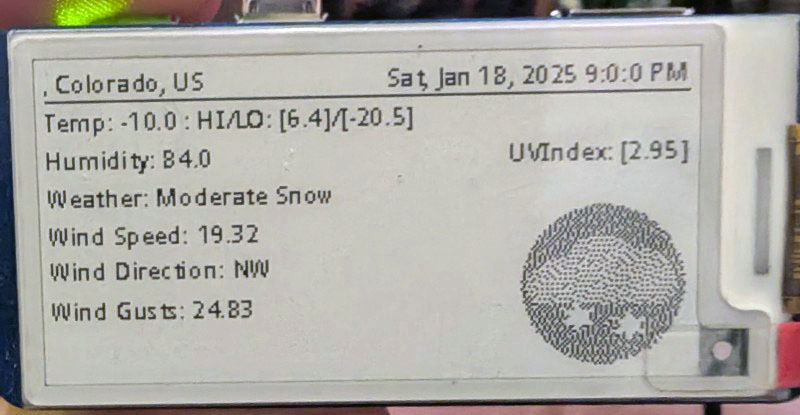 , Colorado, US Sat, Jan 18, 2025 9:0:0 PM
Temp: -10.0 : HI/LO: [6.4]/[-20.5]
Humidity: 84.0 UVIndex: [2.95]
Weather: Moderate Snow
Wind Speed: 19.32
Wind Direction: NW
Wind Gusts: 24.83